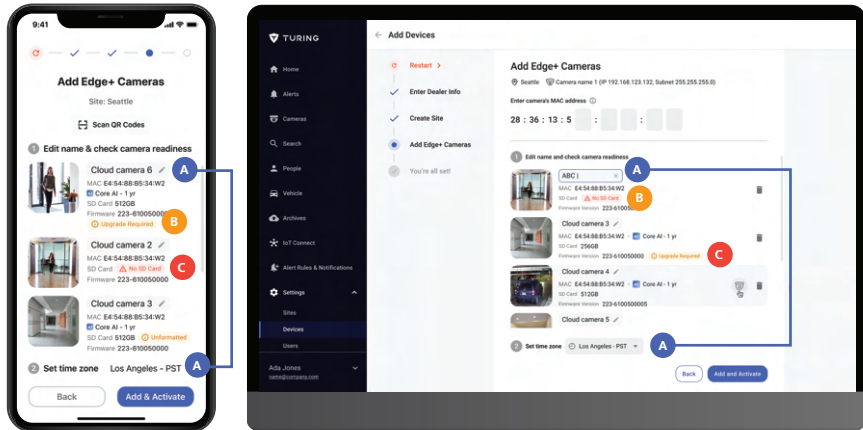 9:41
Add Edge+ Cameras
Site: Seattle
Scan QR Codes
1 Edit name & check camera readiness
Cloud camera 6
A
MAC E4:54:88:B5:34:W2
Core AI - 1 yr
SD Card 512GB
Firmware 223-610050000
Upgrade Required
B
Cloud camera 2
MAC E4:54:88:B5:34:W2
SD Card No SD Card
C
Firmware 223-610050000
Cloud camera 3
MAC E4:54:88:B5:34:W2
Core AI - 1 yr
SD Card 512GB Unformatted
Firmware 223-610050000
2 Set time zone Los Angeles - PST
A
Back Add & Activate
TURING
Home
Alerts
Cameras
Search
People
Vehicle
Archives
IoT Connect
Alert Rules & Notifications
Settings
Sites
Devices
Users
Ada Jones
name@company.com
Add Devices
Restart >
Enter Dealer Info
Create Site
Add Edge+ Cameras
You're all set!
Add Edge+ Cameras
Seattle Camera name 1 (IP 192.168.123.132, Subnet 255.255.255.0)
Enter camera's MAC address
28 : 36 : 13 : 5 : :
1 Edit name and check camera readiness
ABC | ×
A
MAC E4:54:88:B5:34:W2
SD Card No SD Card
B
Firmware Version 223-6100500
Cloud camera 3
MAC E4:54:88:B5:34:W2 - Core AI - 1 yr
SD Card 256GB
Firmware Version 223-610050000 Upgrade Required
C
Cloud camera 4
MAC E4:54:88:B5:34:W2 - Core AI - 1 yr
SD Card 512GB
Firmware Version 223-6100500005
Cloud camera 5
2 Set time zone Los Angeles - PST
A
Back Add and Activate